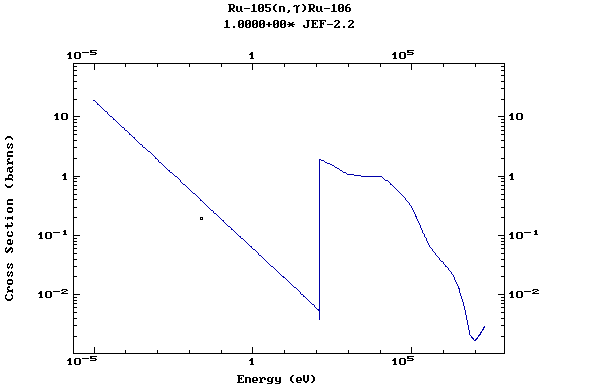 Ru-105(n,γ)Ru-106
1.0000+00* JEF-2.2
10⁻⁵ 1 10⁵
10 10
1 1
10⁻¹ 10⁻¹
10⁻² 10⁻²
10⁻⁵ 1 10⁵
Energy (eV)
Cross Section (barns)